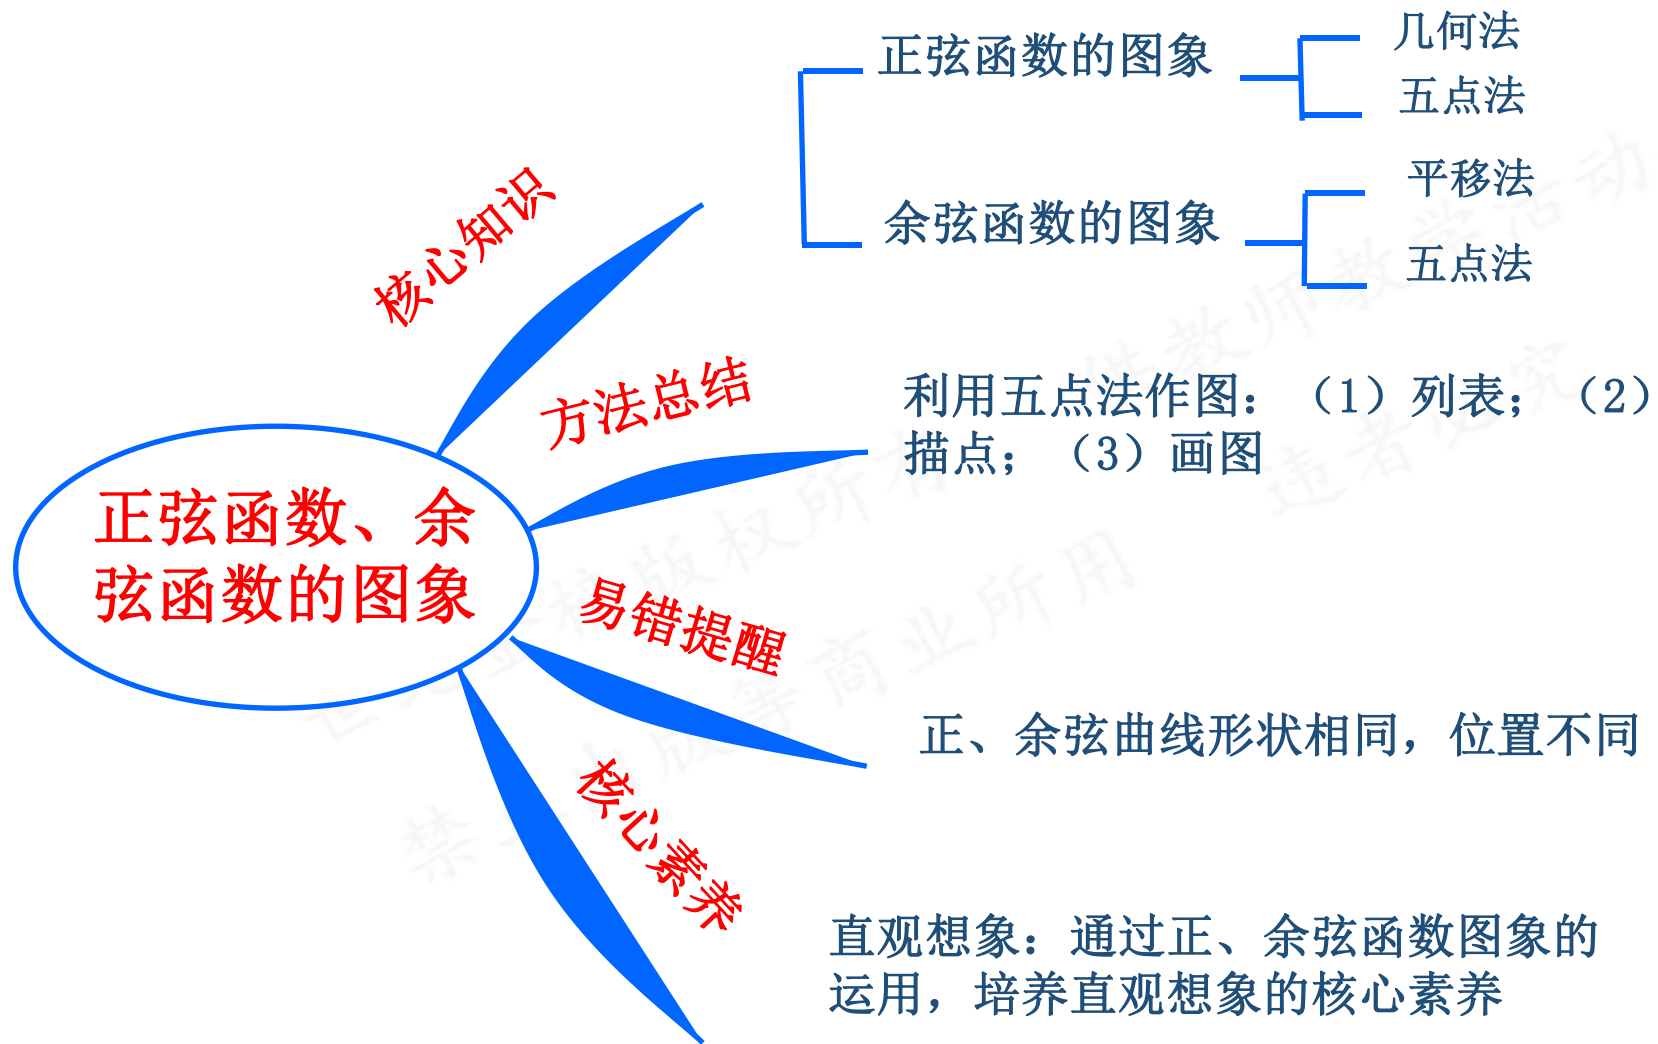 正弦函数的图象
几何法
五点法
余弦函数的图象
平移法
五点法
核心知识
方法总结
利用五点法作图：（1）列表；（2）
描点；（3）画图
正弦函数、余
弦函数的图象
易错提醒
正、余弦曲线形状相同，位置不同
核心素养
直观想象：通过正、余弦函数图象的
运用，培养直观想象的核心素养